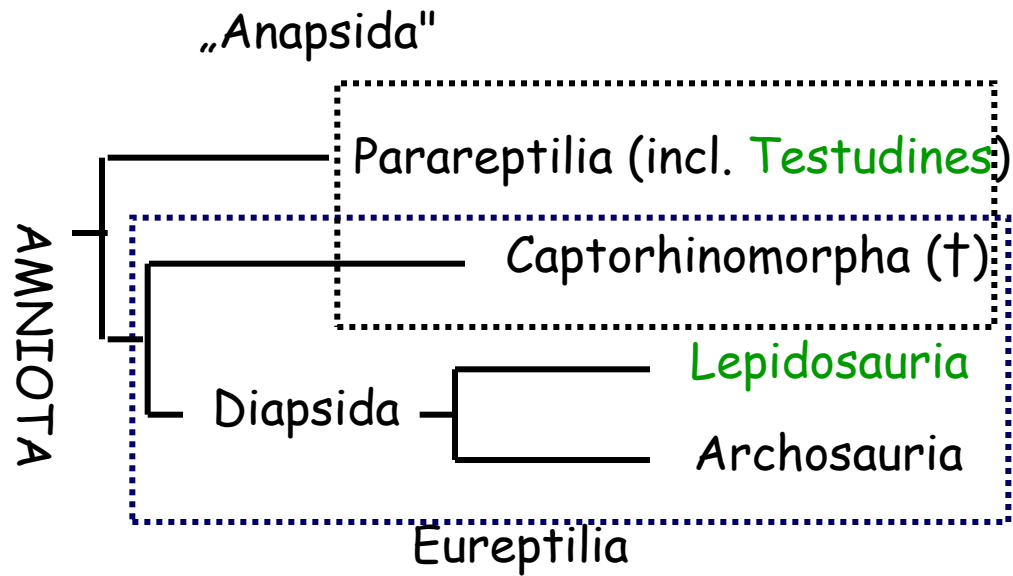 „Anapsida"
Parareptilia (incl. Testudines)
Captorhinomorpha (†)
AMNIOTA
Lepidosauria
Diapsida
Archosauria
Eureptilia